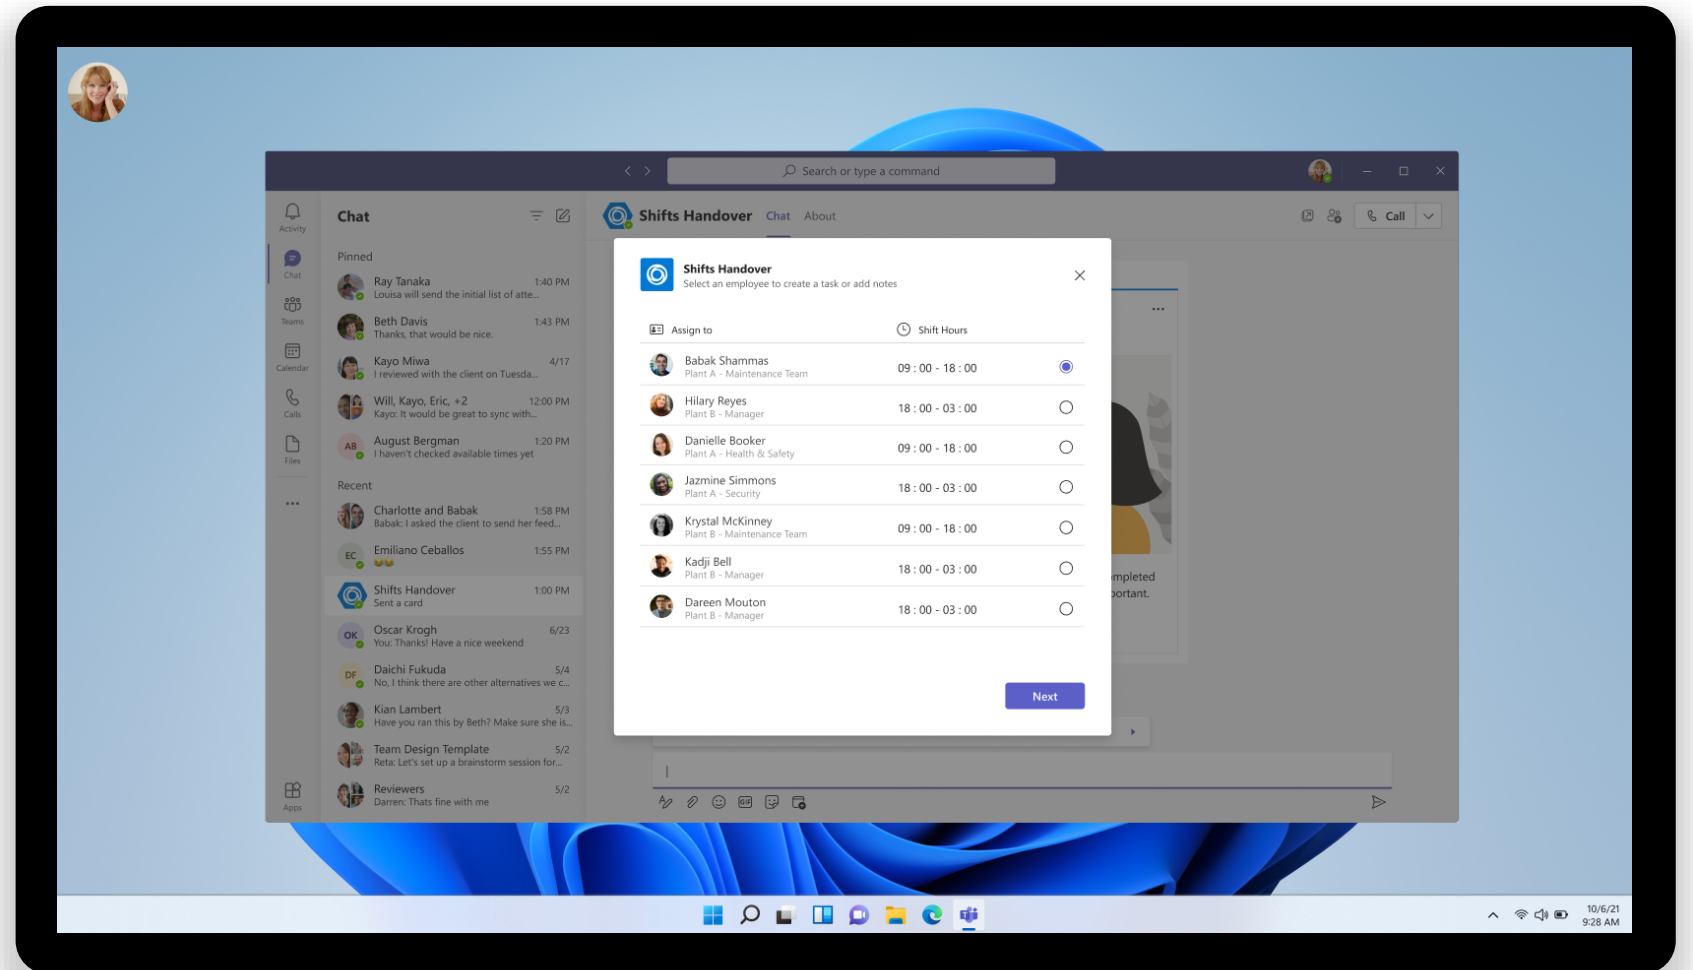 Search or type a command
Activity
Chat
Teams
Calendar
Calls
Files
Apps
Chat
Pinned
Ray Tanaka 1:40 PM
Louisa will send the initial list of atte...
Beth Davis 1:43 PM
Thanks, that would be nice.
Kayo Miwa 4/17
I reviewed with the client on Tuesda...
Will, Kayo, Eric, +2 12:00 PM
Kayo: It would be great to sync with...
AB
August Bergman 1:20 PM
I haven't checked available times yet
Recent
Charlotte and Babak 1:58 PM
Babak: I asked the client to send her feed...
EC
Emiliano Ceballos 1:55 PM
Shifts Handover 1:00 PM
Sent a card
OK
Oscar Krogh 6/23
You: Thanks! Have a nice weekend
DF
Daichi Fukuda 5/4
No, I think there are other alternatives we c...
Kian Lambert 5/3
Have you ran this by Beth? Make sure she is...
Team Design Template 5/2
Reta: Let's set up a brainstorm session for...
Reviewers 5/2
Darren: Thats fine with me
Shifts Handover Chat About
Call
Shifts Handover
Select an employee to create a task or add notes
Assign to Shift Hours
Babak Shammas
Plant A - Maintenance Team
09 : 00 - 18 : 00
Hilary Reyes
Plant B - Manager
18 : 00 - 03 : 00
Danielle Booker
Plant A - Health & Safety
09 : 00 - 18 : 00
Jazmine Simmons
Plant A - Security
18 : 00 - 03 : 00
Krystal McKinney
Plant B - Maintenance Team
09 : 00 - 18 : 00
Kadji Bell
Plant B - Manager
18 : 00 - 03 : 00
Dareen Mouton
Plant B - Manager
18 : 00 - 03 : 00
Next
GIF
10/6/21
9:28 AM